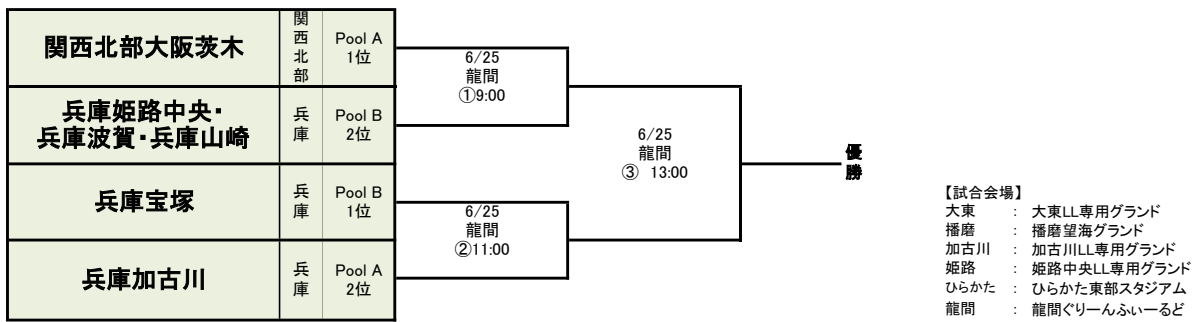 関西北部大阪茨木
関西北部
Pool A
1位
兵庫姫路中央・
兵庫波賀・兵庫山崎
兵庫
Pool B
2位
兵庫宝塚
兵庫
Pool B
1位
兵庫加古川
兵庫
Pool A
2位
6/25
龍間
①9:00
6/25
龍間
②11:00
6/25
龍間
③ 13:00
優勝
【試合会場】
大東 : 大東LL専用グランド
播磨 : 播磨望海グランド
加古川 : 加古川LL専用グランド
姫路 : 姫路中央LL専用グランド
ひらかた : ひらかた東部スタジアム
龍間 : 龍間ぐりーんふぃーるど